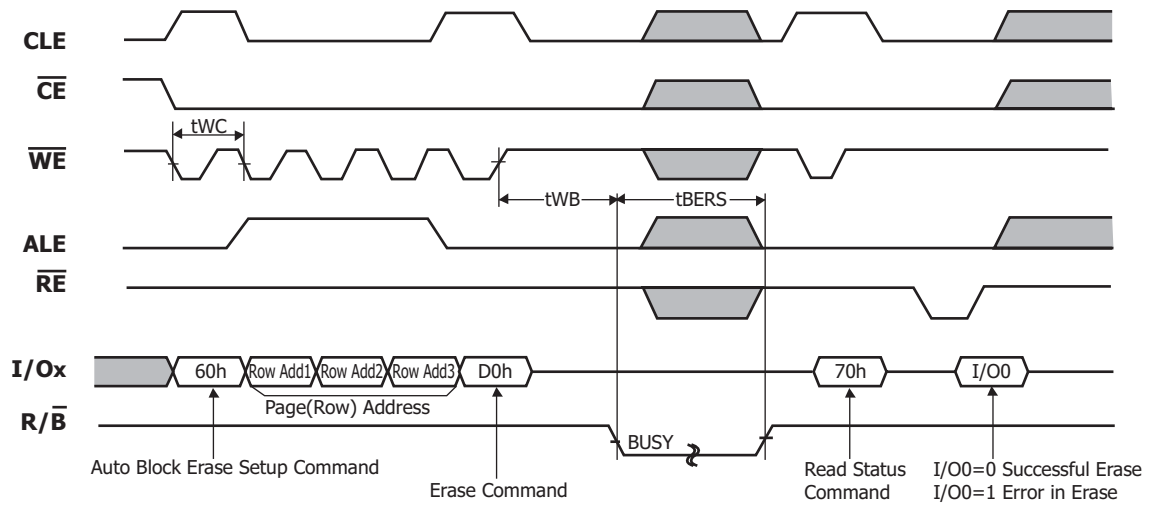 CLE
CE
tWC
WE
tWB
tBERS
ALE
RE
I/Ox
60h
Row Add1
Row Add2
Row Add3
D0h
70h
I/O0
Page(Row) Address
R/B
BUSY
Auto Block Erase Setup Command
Erase Command
Read Status
Command
I/O0=0 Successful Erase
I/O0=1 Error in Erase